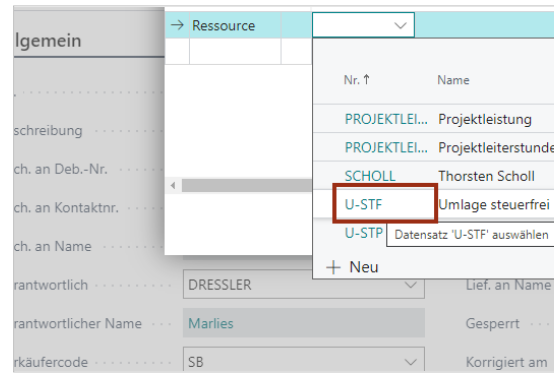 → Ressource
lgemein
Nr. ↑ Name
PROJEKTLEI... Projektleistung
schreibung
PROJEKTLEI... Projektleiterstunde
ch. an Deb.-Nr.
SCHOLL Thorsten Scholl
ch. an Kontaktnr.
U-STF Umlage steuerfrei
U-STP Datensatz 'U-STF' auswählen
ch. an Name
+ Neu
rantwortlich DRESSLER Lief. an Name
rantwortlicher Name Marlies Gesperrt
rkäufercode SB Korrigiert am